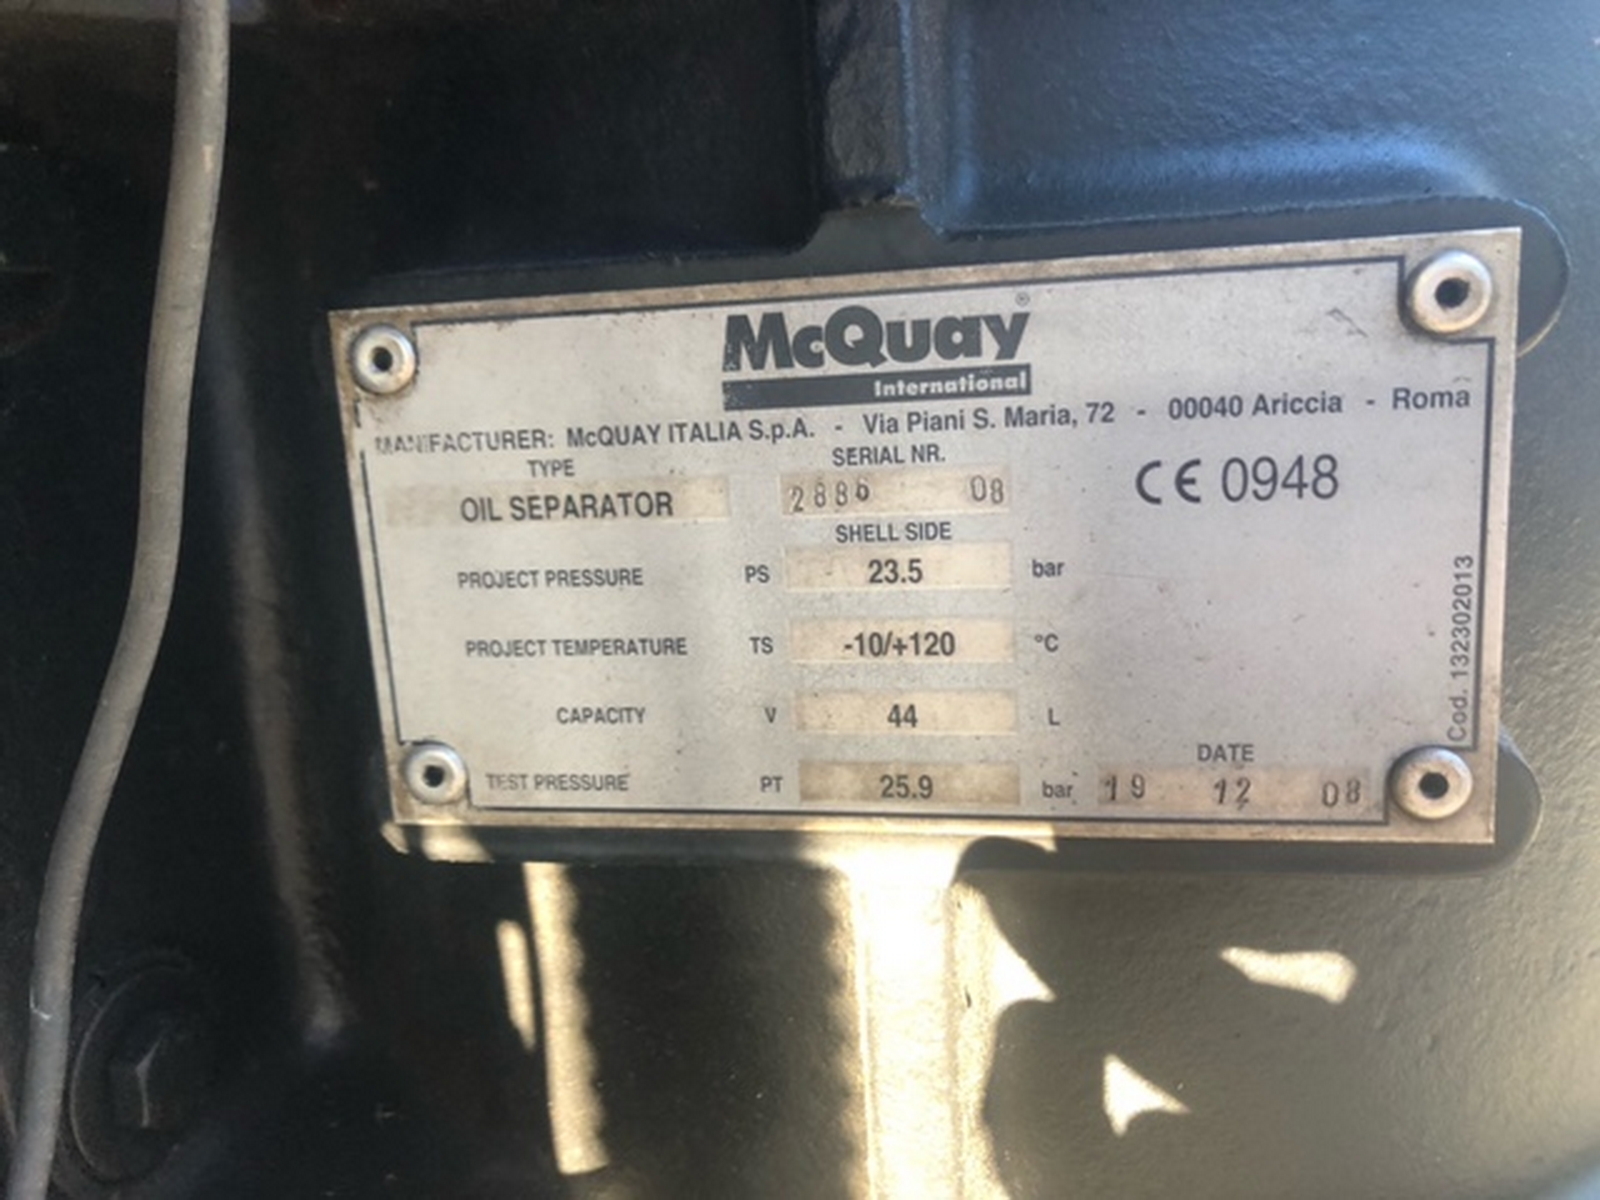 McQuay®
International
MANUFACTURER: McQUAY ITALIA S.p.A. - Via Piani S. Maria, 72 - 00040 Ariccia - Roma
TYPE SERIAL NR.
OIL SEPARATOR 2886 08 CE 0948
SHELL SIDE
PROJECT PRESSURE PS 23.5 bar
PROJECT TEMPERATURE TS -10/+120 °C
CAPACITY V 44 L
DATE
TEST PRESSURE PT 25.9 bar 19 12 08
Cod. 132302013